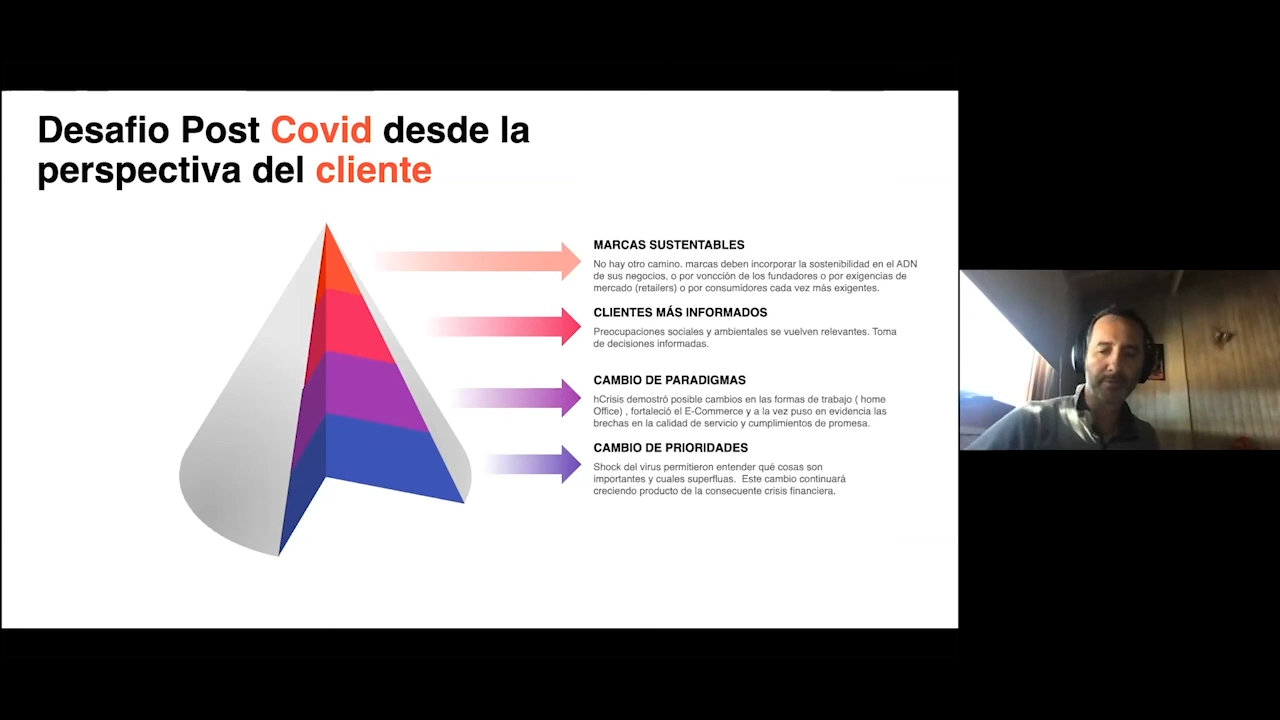 Desafio Post Covid desde la
perspectiva del cliente
MARCAS SUSTENTABLES
No hay otro camino. marcas deben incorporar la sostenibilidad en el ADN
de sus negocios, o por voncción de los fundadores o por exigencias de
mercado (retailers) o por consumidores cada vez más exigentes.
CLIENTES MÁS INFORMADOS
Preocupaciones sociales y ambientales se vuelven relevantes. Toma
de decisiones informadas.
CAMBIO DE PARADIGMAS
hCrisis demostró posible cambios en las formas de trabajo ( home
Office) , fortaleció el E-Commerce y a la vez puso en evidencia las
brechas en la calidad de servicio y cumplimientos de promesa.
CAMBIO DE PRIORIDADES
Shock del virus permitieron entender qué cosas son
importantes y cuales superfluas.  Este cambio continuará
creciendo producto de la consecuente crisis financiera.